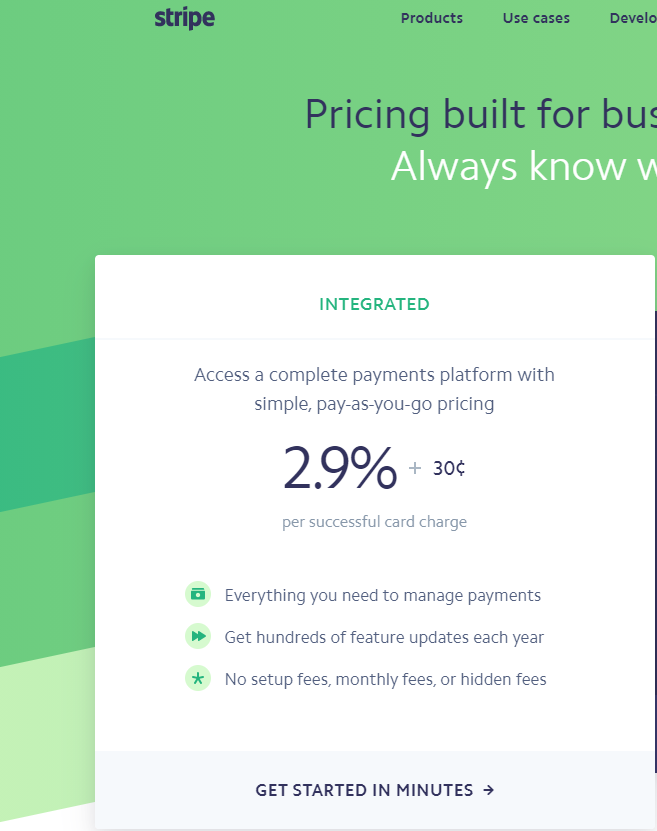 stripe Products Use cases Develo
Pricing built for bus
Always know w
INTEGRATED
Access a complete payments platform with
simple, pay-as-you-go pricing
2.9% + 30¢
per successful card charge
Everything you need to manage payments
Get hundreds of feature updates each year
No setup fees, monthly fees, or hidden fees
GET STARTED IN MINUTES →